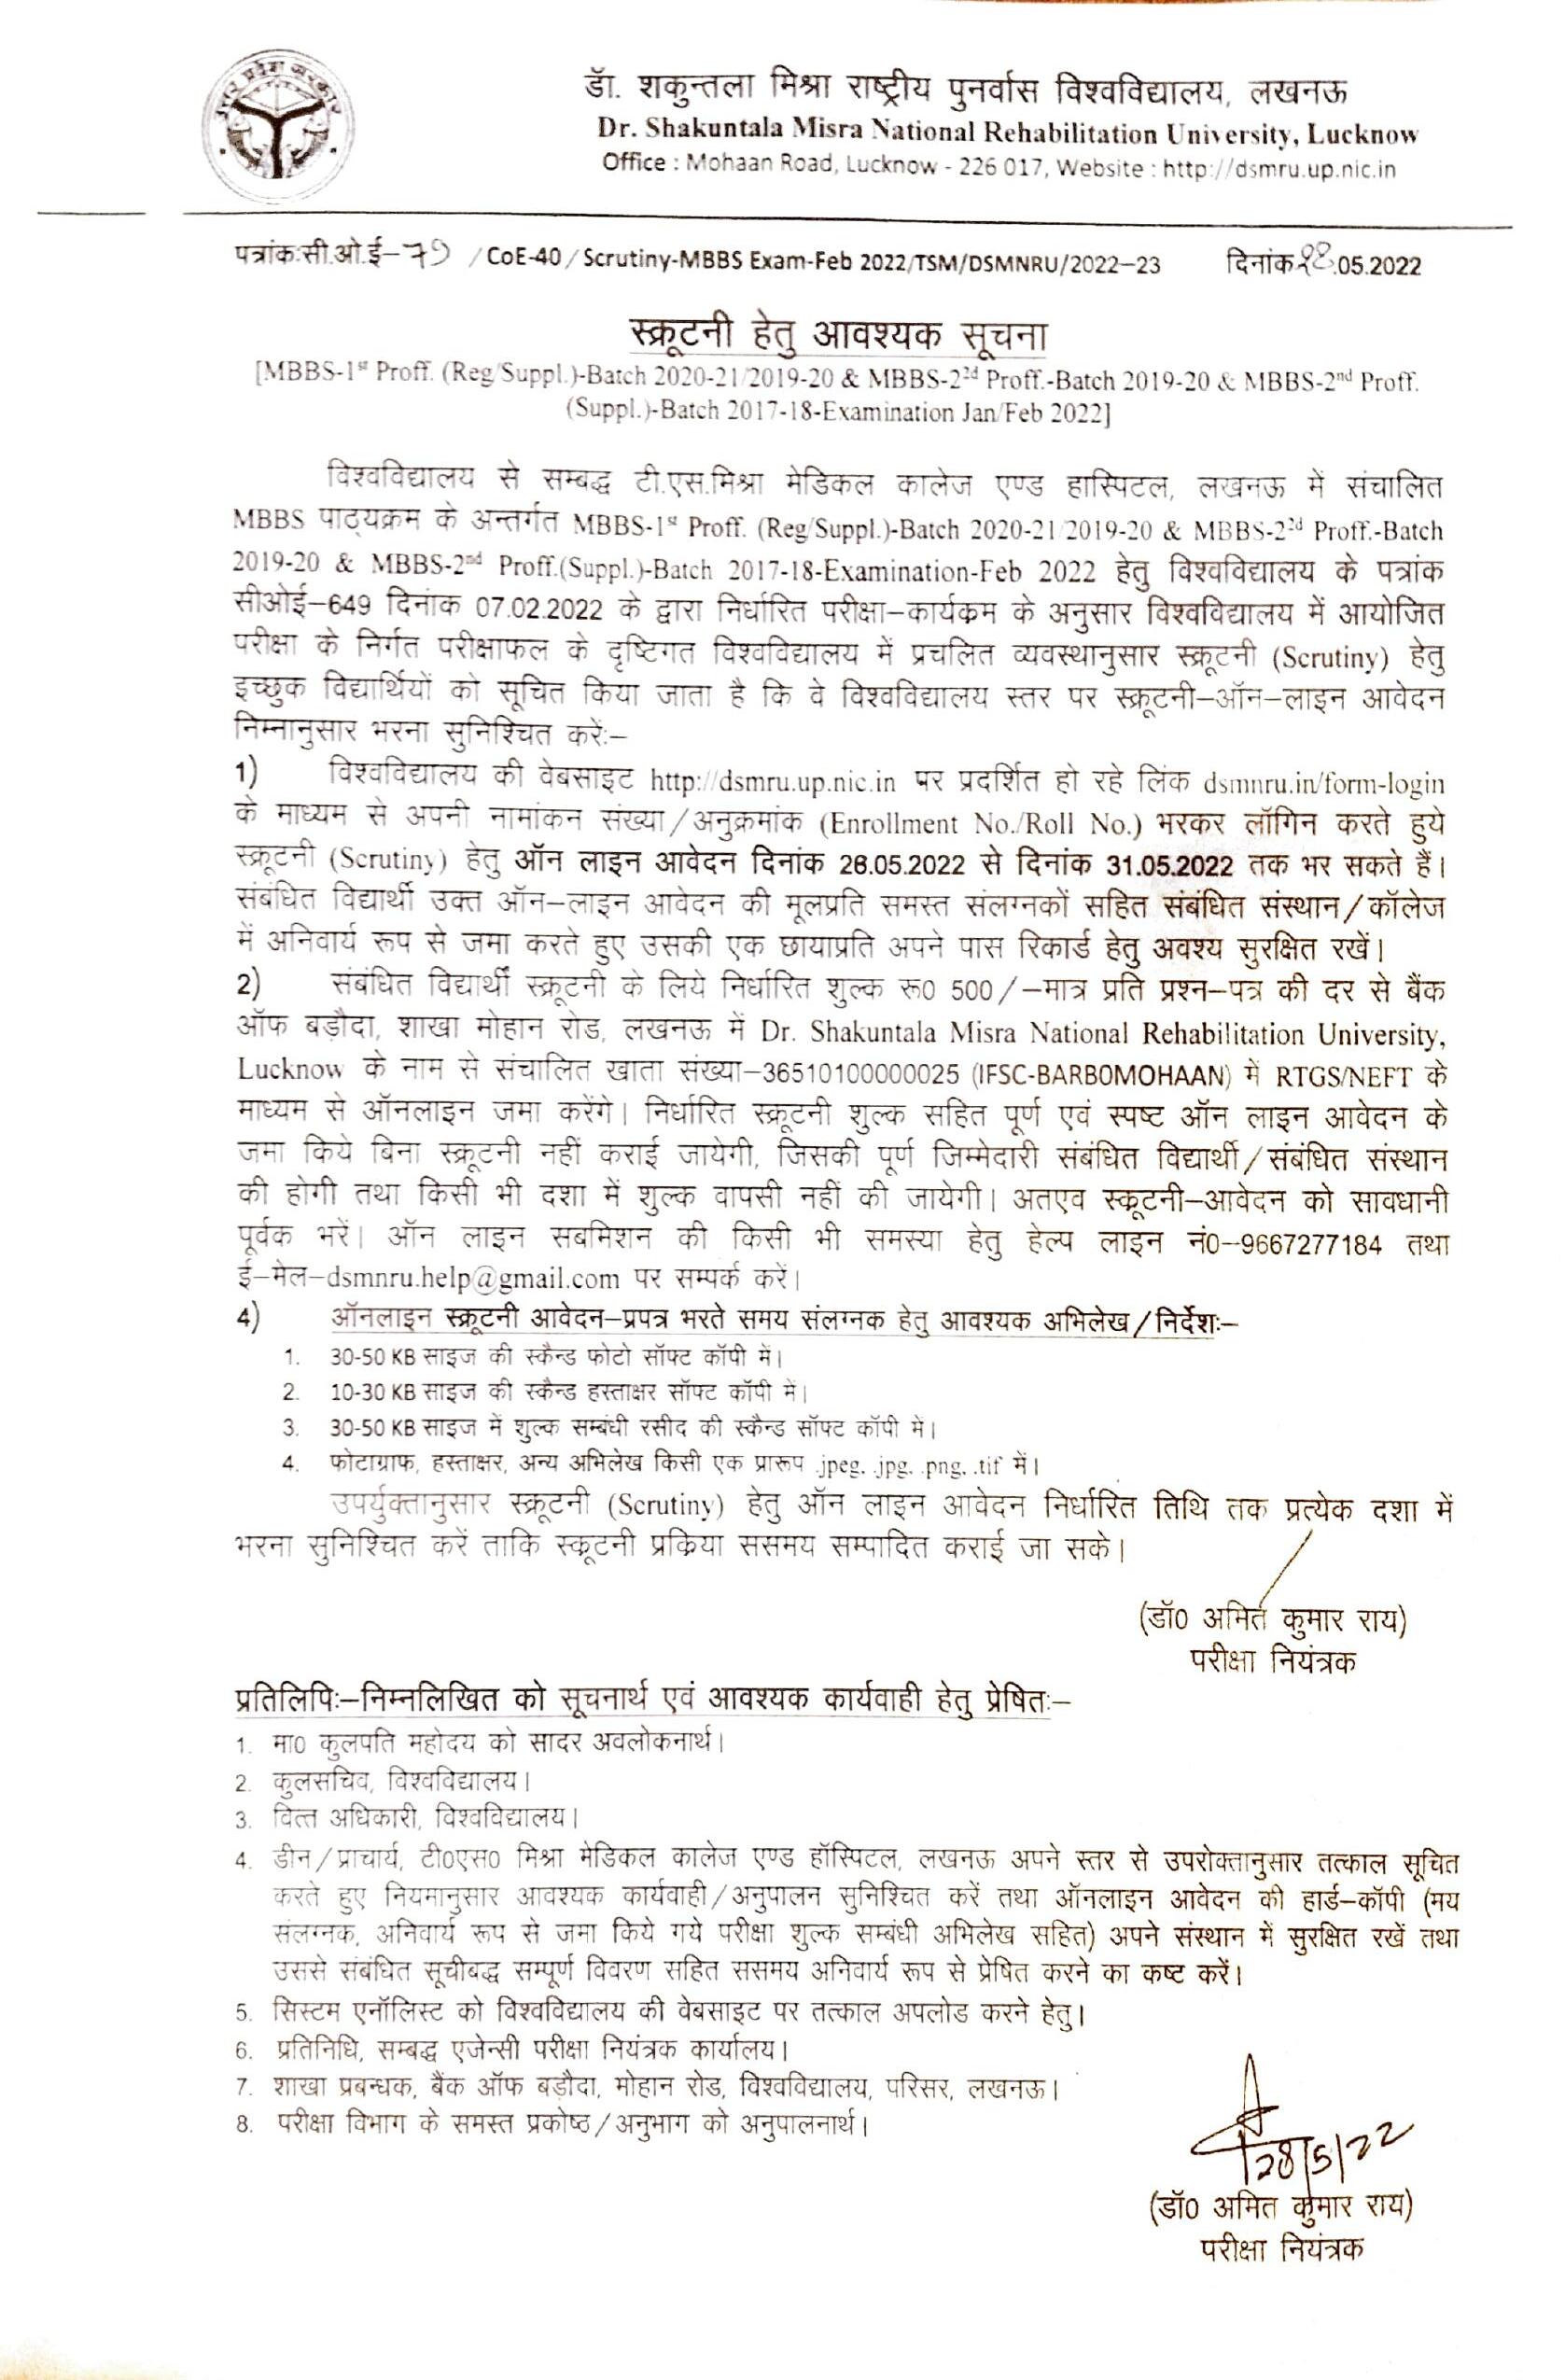 उत्तर प्रदेश सरकार
डॉ. शकुन्तला मिश्रा राष्ट्रीय पुनर्वास विश्वविद्यालय, लखनऊ
Dr. Shakuntala Misra National Rehabilitation University, Lucknow
Office : Mohaan Road, Lucknow - 226 017, Website : http://dsmru.up.nic.in
पत्रांक:सी.ओ.ई–79 /CoE-40/Scrutiny-MBBS Exam-Feb 2022/TSM/DSMNRU/2022–23 दिनांक28.05.2022
स्क्रूटनी हेतु आवश्यक सूचना
[MBBS-1st Proff. (Reg/Suppl.)-Batch 2020-21/2019-20 & MBBS-22d Proff.-Batch 2019-20 & MBBS-2nd Proff.
(Suppl.)-Batch 2017-18-Examination Jan/Feb 2022]
विश्वविद्यालय से सम्बद्ध टी.एस.मिश्रा मेडिकल कालेज एण्ड हास्पिटल, लखनऊ में संचालित
MBBS पाठ्यक्रम के अन्तर्गत MBBS-1st Proff. (Reg/Suppl.)-Batch 2020-21/2019-20 & MBBS-22d Proff.-Batch
2019-20 & MBBS-2nd Proff.(Suppl.)-Batch 2017-18-Examination-Feb 2022 हेतु विश्वविद्यालय के पत्रांक
सीओई–649 दिनांक 07.02.2022 के द्वारा निर्धारित परीक्षा–कार्यकम के अनुसार विश्वविद्यालय में आयोजित
परीक्षा के निर्गत परीक्षाफल के दृष्टिगत विश्वविद्यालय में प्रचलित व्यवस्थानुसार स्क्रूटनी (Scrutiny) हेतु
इच्छुक विद्यार्थियों को सूचित किया जाता है कि वे विश्वविद्यालय स्तर पर स्क्रूटनी–ऑन–लाइन आवेदन
निम्नानुसार भरना सुनिश्चित करें:–
1) विश्वविद्यालय की वेबसाइट http://dsmru.up.nic.in पर प्रदर्शित हो रहे लिंक dsmnru.in/form-login
के माध्यम से अपनी नामांकन संख्या/अनुक्रमांक (Enrollment No./Roll No.) भरकर लॉगिन करते हुये
स्क्रूटनी (Scrutiny) हेतु ऑन लाइन आवेदन दिनांक 28.05.2022 से दिनांक 31.05.2022 तक भर सकते हैं।
संबंधित विद्यार्थी उक्त ऑन–लाइन आवेदन की मूलप्रति समस्त संलग्नकों सहित संबंधित संस्थान/कॉलेज
में अनिवार्य रूप से जमा करते हुए उसकी एक छायाप्रति अपने पास रिकार्ड हेतु अवश्य सुरक्षित रखें।
2) संबंधित विद्यार्थी स्क्रूटनी के लिये निर्धारित शुल्क रू0 500/–मात्र प्रति प्रश्न–पत्र की दर से बैंक
ऑफ बड़ौदा, शाखा मोहान रोड, लखनऊ में Dr. Shakuntala Misra National Rehabilitation University,
Lucknow के नाम से संचालित खाता संख्या–36510100000025 (IFSC-BARB0MOHAAN) में RTGS/NEFT के
माध्यम से ऑनलाइन जमा करेंगे। निर्धारित स्क्रूटनी शुल्क सहित पूर्ण एवं स्पष्ट ऑन लाइन आवेदन के
जमा किये बिना स्क्रूटनी नहीं कराई जायेगी, जिसकी पूर्ण जिम्मेदारी संबंधित विद्यार्थी/संबंधित संस्थान
की होगी तथा किसी भी दशा में शुल्क वापसी नहीं की जायेगी। अतएव स्कूटनी–आवेदन को सावधानी
पूर्वक भरें। ऑन लाइन सबमिशन की किसी भी समस्या हेतु हेल्प लाइन नं0–9667277184 तथा
ई–मेल–dsmnru.help@gmail.com पर सम्पर्क करें।
4) ऑनलाइन स्क्रूटनी आवेदन–प्रपत्र भरते समय संलग्नक हेतु आवश्यक अभिलेख/निर्देशः–
1. 30-50 KB साइज की स्कैन्ड फोटो सॉफ्ट कॉपी में।
2. 10-30 KB साइज की स्कैन्ड हस्ताक्षर सॉफ्ट कॉपी में।
3. 30-50 KB साइज में शुल्क सम्बंधी रसीद की स्कैन्ड सॉफ्ट कॉपी में।
4. फोटाग्राफ, हस्ताक्षर, अन्य अभिलेख किसी एक प्रारूप .jpeg, .jpg, .png, .tif में।
उपर्युक्तानुसार स्क्रूटनी (Scrutiny) हेतु ऑन लाइन आवेदन निर्धारित तिथि तक प्रत्येक दशा में
भरना सुनिश्चित करें ताकि स्कूटनी प्रकिया ससमय सम्पादित कराई जा सके।
(डॉ0 अमित कुमार राय)
परीक्षा नियंत्रक
प्रतिलिपिः–निम्नलिखित को सूचनार्थ एवं आवश्यक कार्यवाही हेतु प्रेषितः–
1. मा0 कुलपति महोदय को सादर अवलोकनार्थ।
2. कुलसचिव, विश्वविद्यालय।
3. वित्त अधिकारी, विश्वविद्यालय।
4. डीन/प्राचार्य, टी0एस0 मिश्रा मेडिकल कालेज एण्ड हॉस्पिटल, लखनऊ अपने स्तर से उपरोक्तानुसार तत्काल सूचित
करते हुए नियमानुसार आवश्यक कार्यवाही/अनुपालन सुनिश्चित करें तथा ऑनलाइन आवेदन की हार्ड–कॉपी (मय
संलग्नक, अनिवार्य रूप से जमा किये गये परीक्षा शुल्क सम्बंधी अभिलेख सहित) अपने संस्थान में सुरक्षित रखें तथा
उससे संबंधित सूचीबद्ध सम्पूर्ण विवरण सहित ससमय अनिवार्य रूप से प्रेषित करने का कष्ट करें।
5. सिस्टम एनॉलिस्ट को विश्वविद्यालय की वेबसाइट पर तत्काल अपलोड करने हेतु।
6. प्रतिनिधि, सम्बद्ध एजेन्सी परीक्षा नियंत्रक कार्यालय।
7. शाखा प्रबन्धक, बैंक ऑफ बड़ौदा, मोहान रोड, विश्वविद्यालय, परिसर, लखनऊ।
8. परीक्षा विभाग के समस्त प्रकोष्ठ/अनुभाग को अनुपालनार्थ।
28/5/22
(डॉ0 अमित कुमार राय)
परीक्षा नियंत्रक